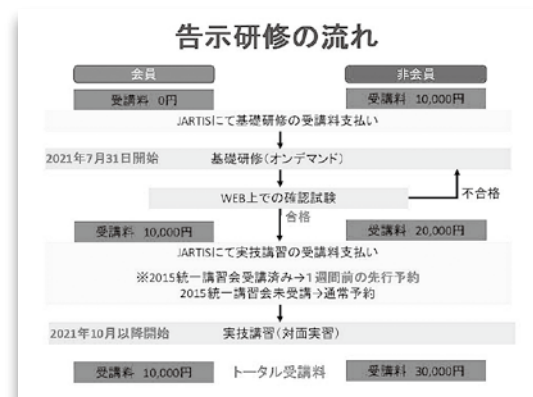 告示研修の流れ
会員 非会員
受講料 0円 受講料 10,000円
JARTISにて基礎研修の受講料支払い
2021年7月31日開始 基礎研修(オンデマンド)
WEB上での確認試験 不合格
合格
受講料 10,000円 受講料 20,000円
JARTISにて実技講習の受講料支払い
※2015統一講習会受講済み→1週間前の先行予約
2015統一講習会未受講→通常予約
2021年10月以降開始 実技講習(対面実習)
受講料 10,000円 トータル受講料 受講料 30,000円